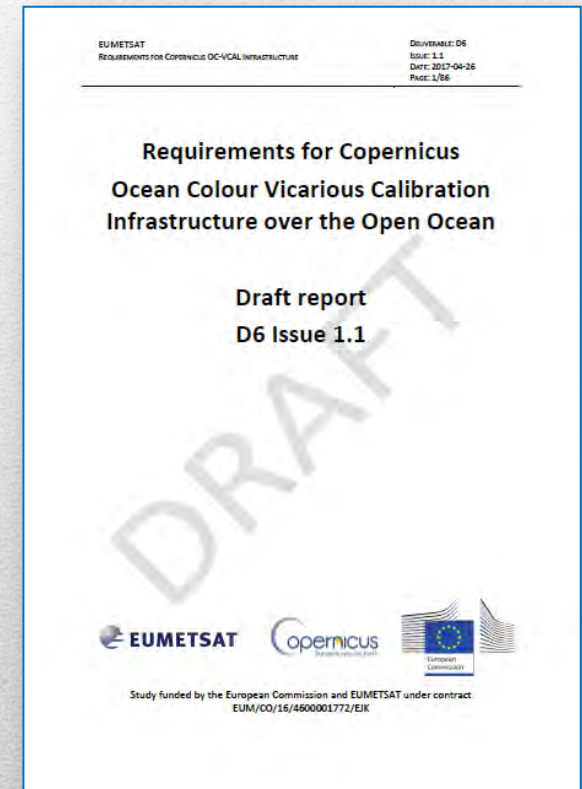 EUMETSAT
REQUIREMENTS FOR COPERNICUS OC-VCAL INFRASTRUCTURE
DELIVERABLE: D6
ISSUE: 1.1
DATE: 2017-04-26
PAGE: 1/86
Requirements for Copernicus
Ocean Colour Vicarious Calibration
Infrastructure over the Open Ocean
Draft report
D6 Issue 1.1
DRAFT
EUMETSAT
opernicus
European
Commission
Study funded by the European Commission and EUMETSAT under contract
EUM/CO/16/4600001772/EJK